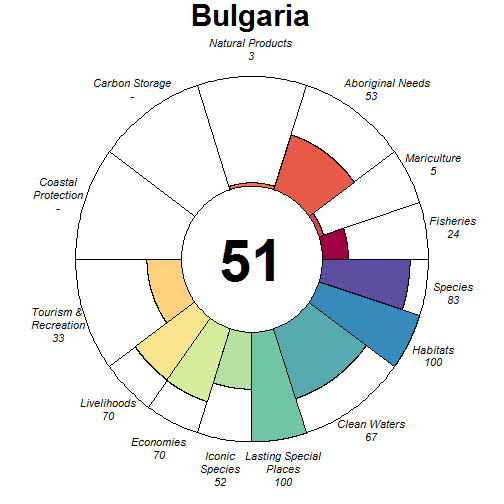 Bulgaria
Natural Products
3
Carbon Storage
-
Aboriginal Needs
53
Mariculture
5
Coastal
Protection
-
Fisheries
24
51
Species
83
Tourism &
Recreation
33
Habitats
100
Livelihoods
70
Clean Waters
67
Economies
70
Iconic
Species
52
Lasting Special
Places
100